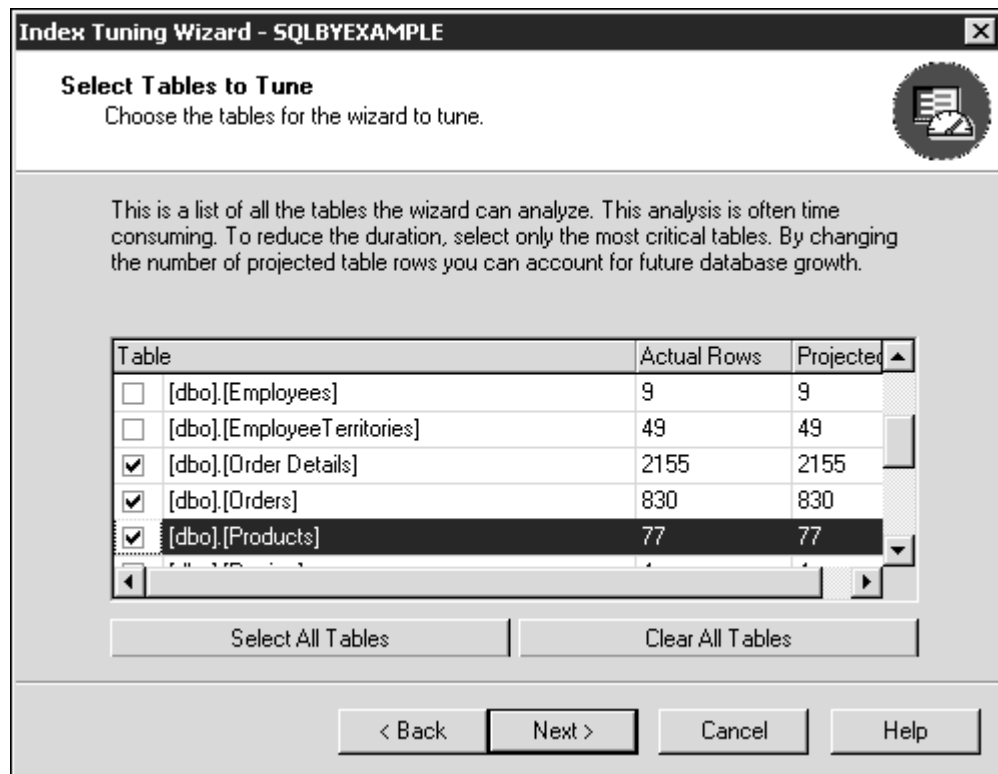 Index Tuning Wizard - SQLBYEXAMPLE
Select Tables to Tune
Choose the tables for the wizard to tune.
This is a list of all the tables the wizard can analyze. This analysis is often time
consuming. To reduce the duration, select only the most critical tables. By changing
the number of projected table rows you can account for future database growth.
Table Actual Rows Projected
[dbo].[Employees] 9 9
[dbo].[EmployeeTerritories] 49 49
[dbo].[Order Details] 2155 2155
[dbo].[Orders] 830 830
[dbo].[Products] 77 77
Select All Tables Clear All Tables
< Back Next > Cancel Help